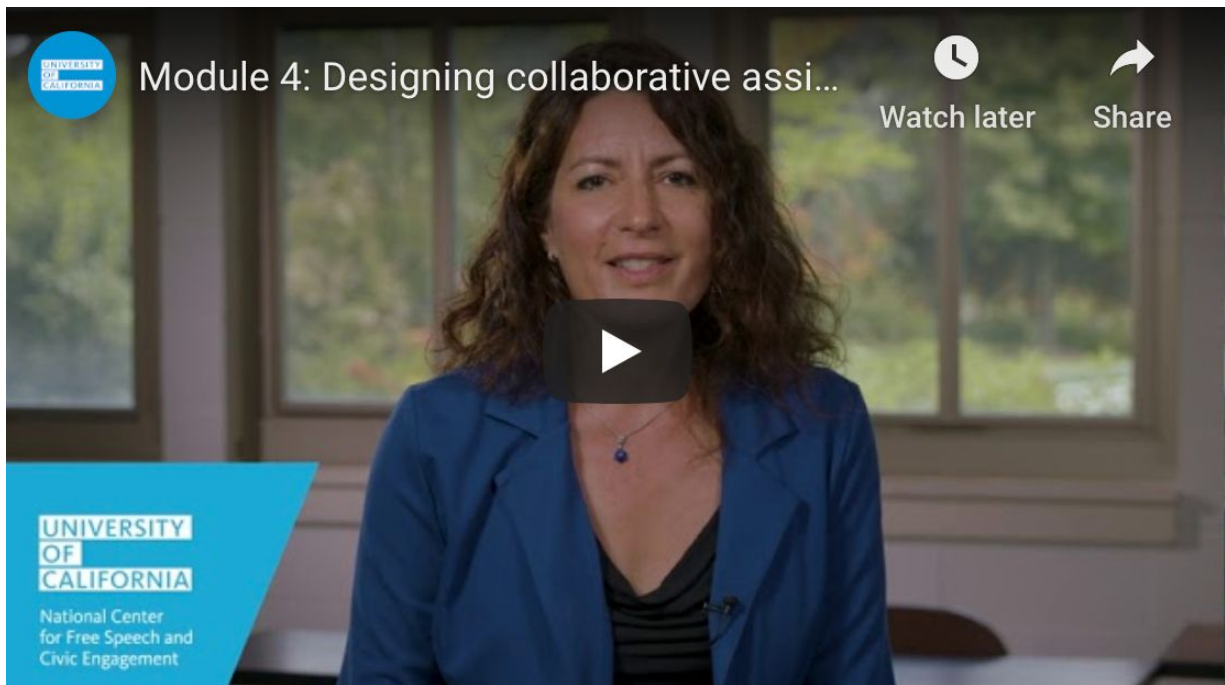 UNIVERSITY
OF
CALIFORNIA
Module 4: Designing collaborative assi...
Watch later
Share
UNIVERSITY
OF
CALIFORNIA
National Center
for Free Speech and
Civic Engagement